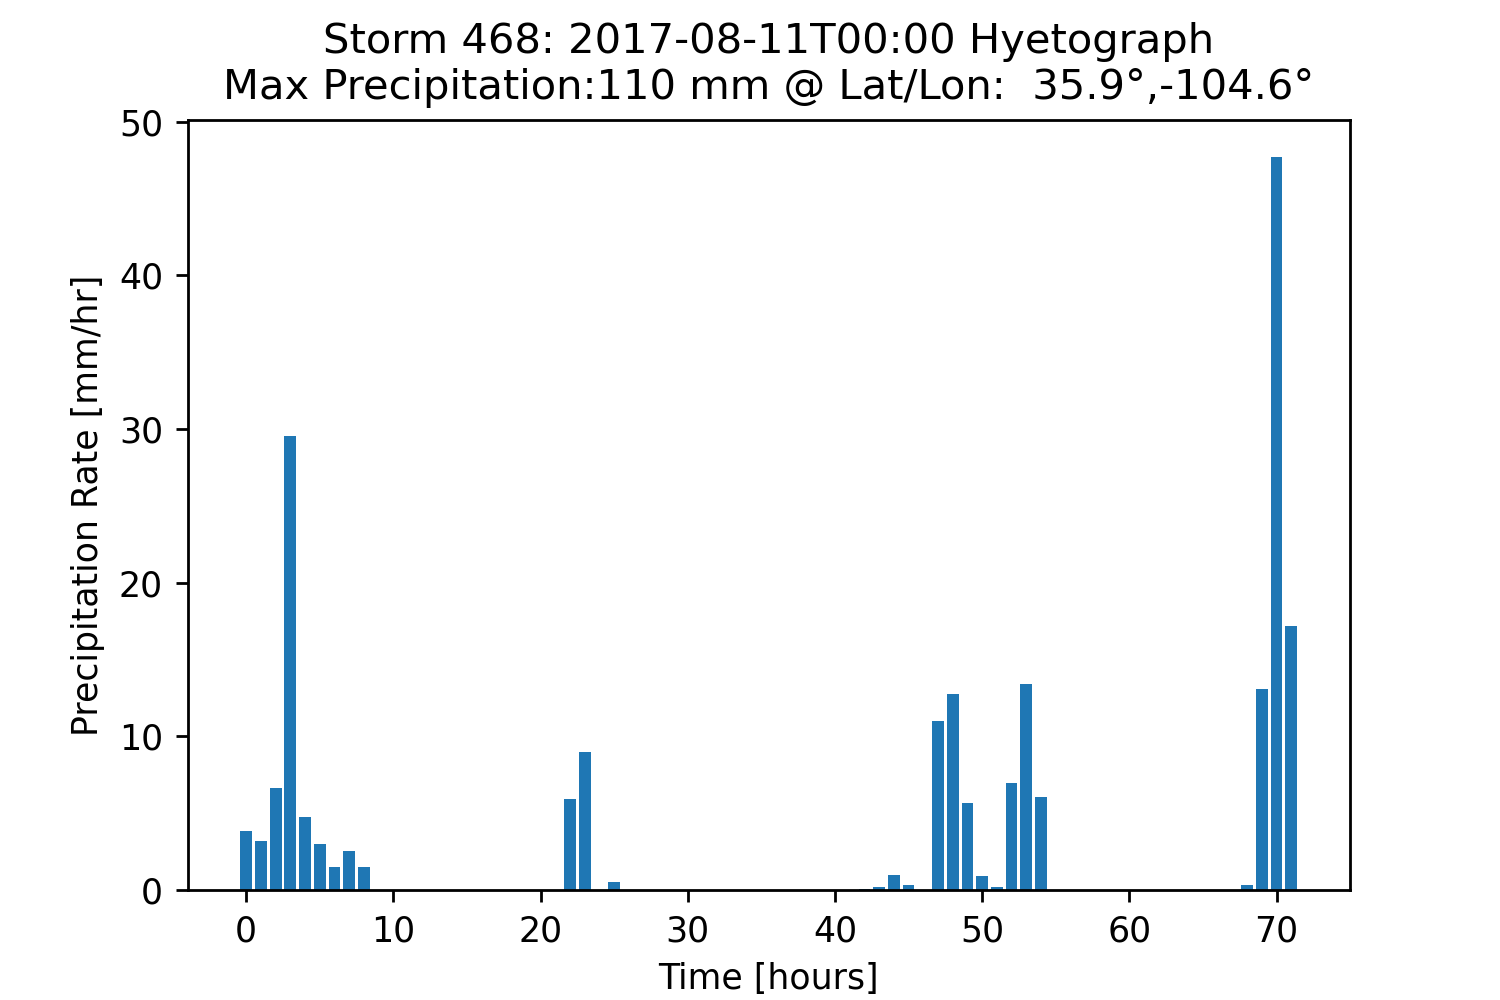 Storm 468: 2017-08-11T00:00 Hyetograph
Max Precipitation:110 mm @ Lat/Lon:  35.9°,-104.6°
50
40
30
20
10
0
Precipitation Rate [mm/hr]
0 10 20 30 40 50 60 70
Time [hours]